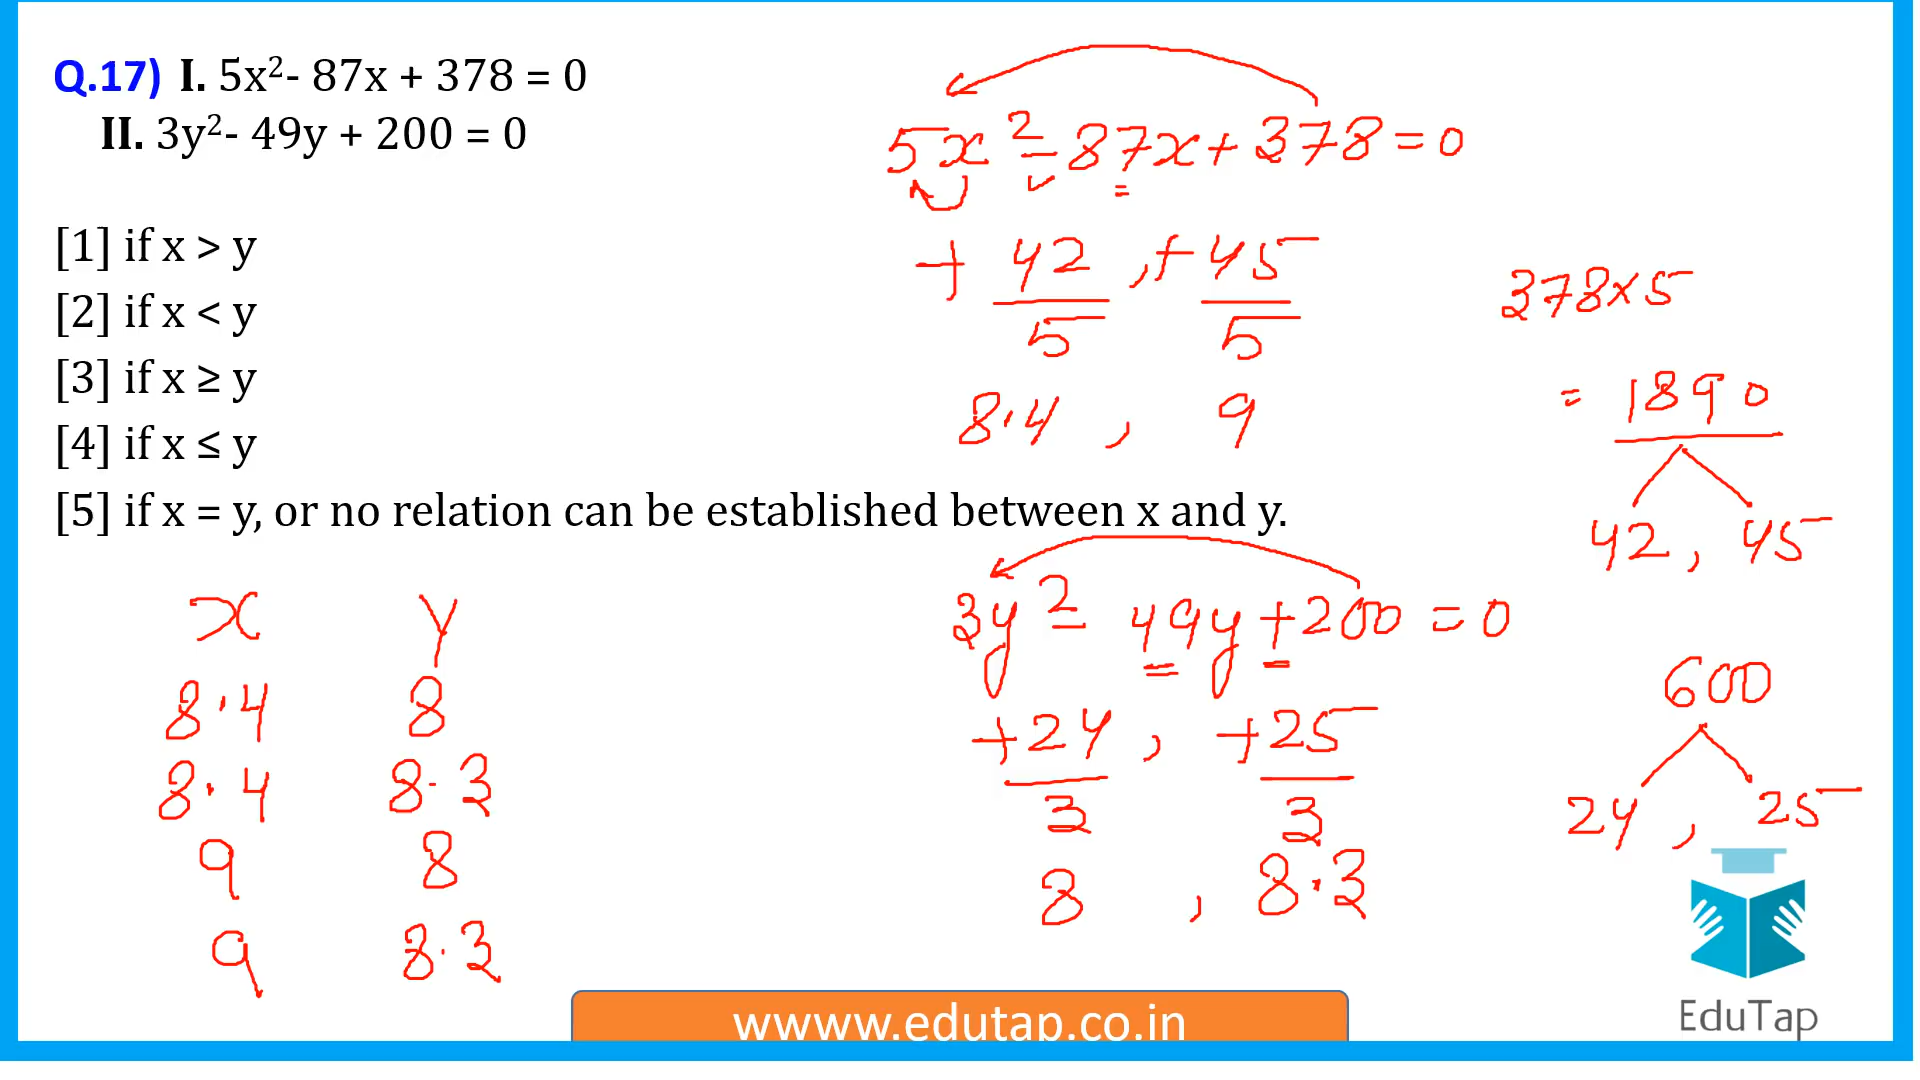 Q.17) I. 5x²- 87x + 378 = 0
II. 3y²- 49y + 200 = 0
[1] if x > y
[2] if x < y
[3] if x ≥ y
[4] if x ≤ y
[5] if x = y, or no relation can be established between x and y.
5x² - 87x + 378 = 0
+ 42/5 , + 45/5
8.4 , 9
378 x 5
= 1890
42 , 45
3y² - 49y + 200 = 0
+24/3 , +25/3
8 , 8.3
600
24 , 25
x y
8.4 8
8.4 8.3
9 8
9 8.3
EduTap
wwww.edutap.co.in